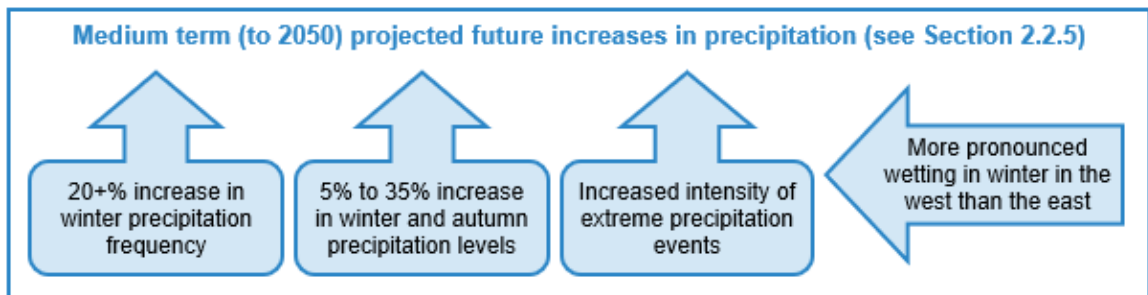 Medium term (to 2050) projected future increases in precipitation (see Section 2.2.5)
20+% increase in
winter precipitation
frequency
5% to 35% increase
in winter and autumn
precipitation levels
Increased intensity of
extreme precipitation
events
More pronounced
wetting in winter in the
west than the east